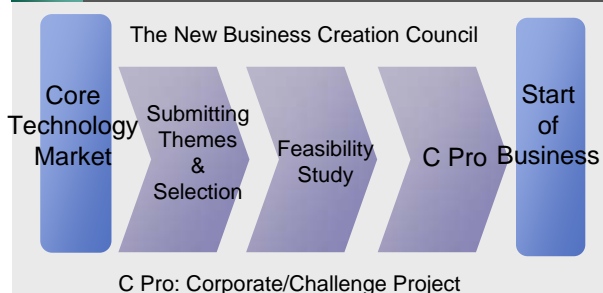 The New Business Creation Council
Core
Technology
Market
Submitting
Themes
&
Selection
Feasibility
Study
C Pro
Start
of
Business
C Pro: Corporate/Challenge Project